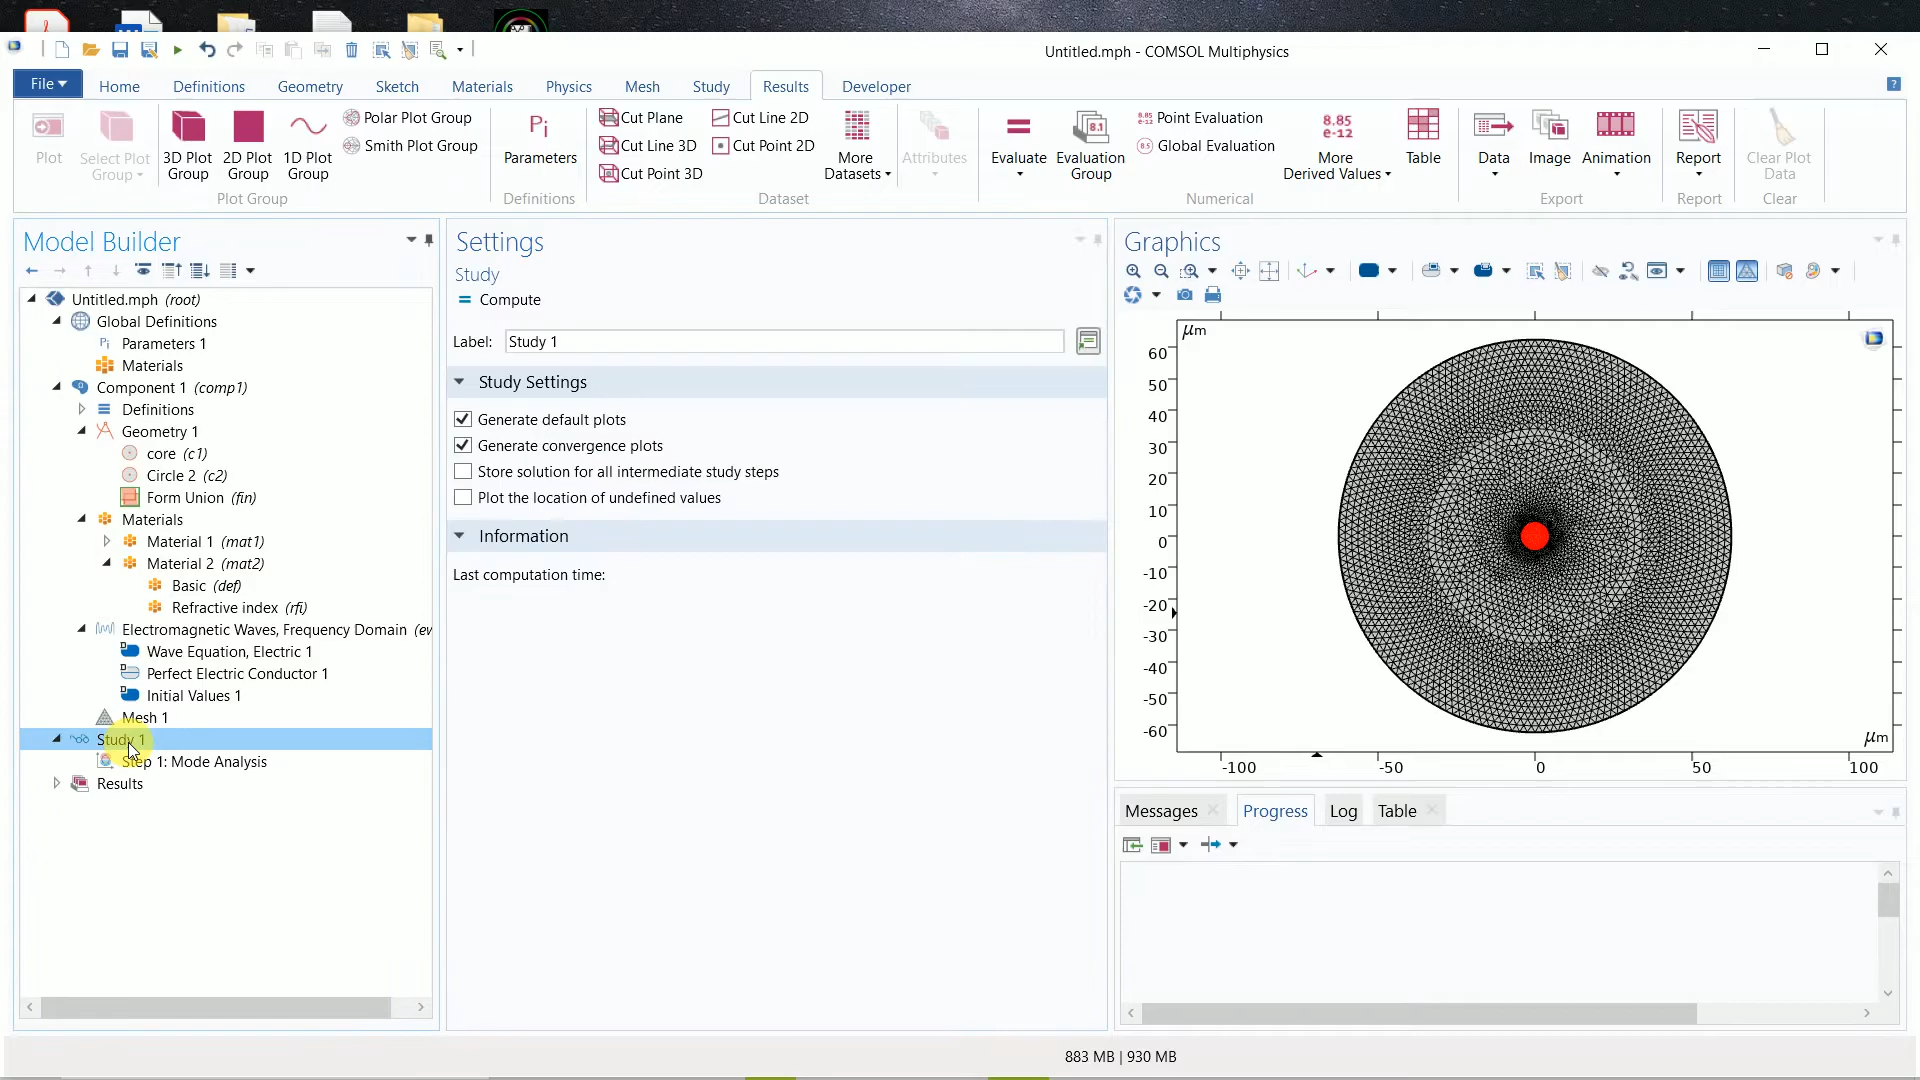 Untitled.mph - COMSOL Multiphysics
File
Home
Definitions
Geometry
Sketch
Materials
Physics
Mesh
Study
Results
Developer
Plot
Select Plot Group
3D Plot Group
2D Plot Group
1D Plot Group
Polar Plot Group
Smith Plot Group
Plot Group
Pi
Parameters
Definitions
Cut Plane
Cut Line 3D
Cut Point 3D
Cut Line 2D
Cut Point 2D
More Datasets
Dataset
Attributes
Evaluate
8.1
Evaluation Group
8.85 e-12
Point Evaluation
8.5
Global Evaluation
8.85
e-12
More Derived Values
Numerical
Table
Data
Image
Animation
Export
Report
Report
Clear Plot Data
Clear
Model Builder
Untitled.mph (root)
Global Definitions
Pi Parameters 1
Materials
Component 1 (comp1)
Definitions
Geometry 1
core (c1)
Circle 2 (c2)
Form Union (fin)
Materials
Material 1 (mat1)
Material 2 (mat2)
Basic (def)
Refractive index (rfi)
Electromagnetic Waves, Frequency Domain (ew
Wave Equation, Electric 1
Perfect Electric Conductor 1
Initial Values 1
Mesh 1
Study 1
Step 1: Mode Analysis
Results
Settings
Study
= Compute
Label: Study 1
Study Settings
Generate default plots
Generate convergence plots
Store solution for all intermediate study steps
Plot the location of undefined values
Information
Last computation time:
Graphics
μm
60
50
40
30
20
10
0
-10
-20
-30
-40
-50
-60
μm
-100
-50
0
50
100
Messages
Progress
Log
Table
883 MB | 930 MB